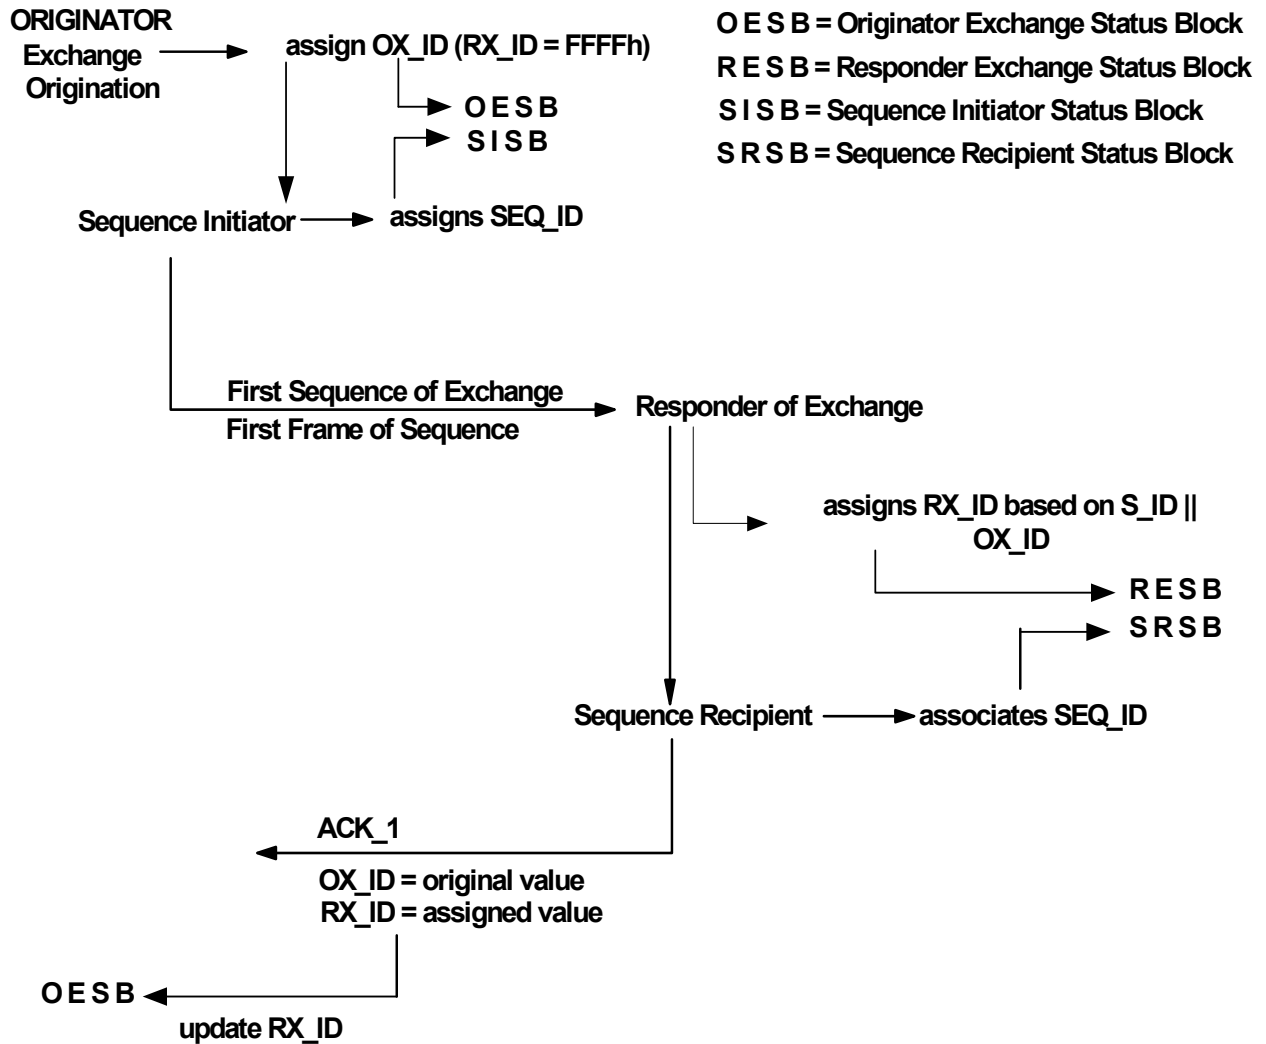 ORIGINATOR
Exchange
Origination
assign OX_ID (RX_ID = FFFFh)
O E S B
S I S B
O E S B = Originator Exchange Status Block
R E S B = Responder Exchange Status Block
S I S B = Sequence Initiator Status Block
S R S B = Sequence Recipient Status Block
Sequence Initiator
assigns SEQ_ID
First Sequence of Exchange
First Frame of Sequence
Responder of Exchange
assigns RX_ID based on S_ID ||
OX_ID
R E S B
S R S B
Sequence Recipient
associates SEQ_ID
ACK_1
OX_ID = original value
RX_ID = assigned value
O E S B
update RX_ID